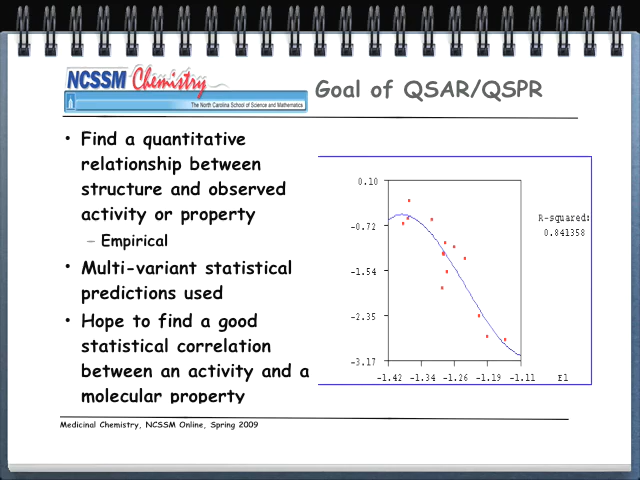 NCSSM Chemistry
The North Carolina School of Science and Mathematics
Goal of QSAR/QSPR
• Find a quantitative
relationship between
structure and observed
activity or property
– Empirical
• Multi-variant statistical
predictions used
• Hope to find a good
statistical correlation
between an activity and a
molecular property
0.10
-0.72
-1.54
-2.35
-3.17
-1.42 -1.34 -1.26 -1.19 -1.11 E1
R-squared:
0.841358
Medicinal Chemistry, NCSSM Online, Spring 2009